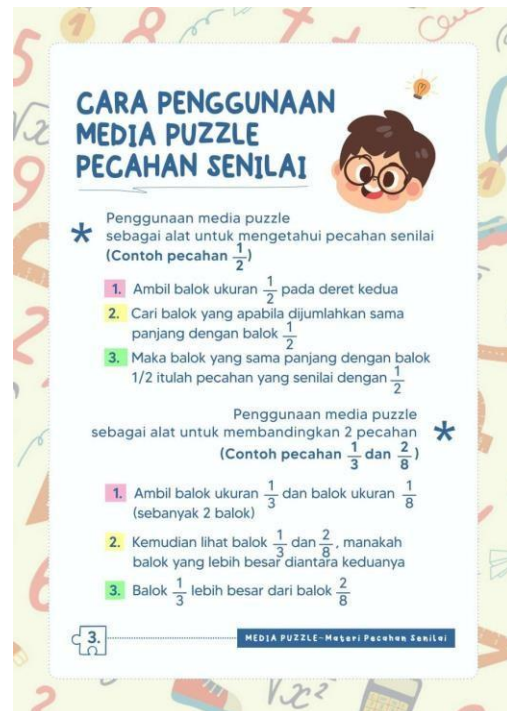 CARA PENGGUNAAN
MEDIA PUZZLE
PECAHAN SENILAI
* Penggunaan media puzzle
sebagai alat untuk mengetahui pecahan senilai
(Contoh pecahan 1/2)
1. Ambil balok ukuran 1/2 pada deret kedua
2. Cari balok yang apabila dijumlahkan sama
panjang dengan balok 1/2
3. Maka balok yang sama panjang dengan balok
1/2 itulah pecahan yang senilai dengan 1/2
Penggunaan media puzzle
sebagai alat untuk membandingkan 2 pecahan *
(Contoh pecahan 1/3 dan 2/8)
1. Ambil balok ukuran 1/3 dan balok ukuran 1/8
(sebanyak 2 balok)
2. Kemudian lihat balok 1/3 dan 2/8, manakah
balok yang lebih besar diantara keduanya
3. Balok 1/3 lebih besar dari balok 2/8
3.
MEDIA PUZZLE-Materi Pecahan Senilai